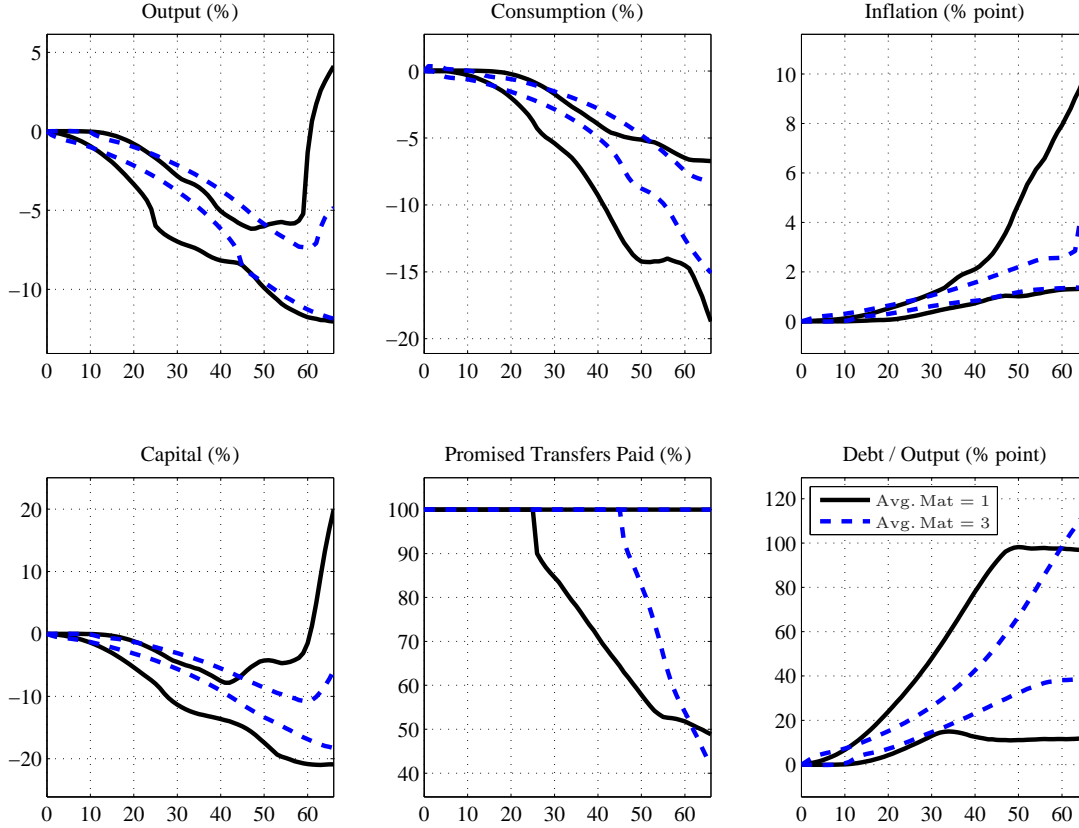 Output (%)
5
0
−5
−10
0 10 20 30 40 50 60
Consumption (%)
0
−5
−10
−15
−20
0 10 20 30 40 50 60
Inflation (% point)
10
8
6
4
2
0
0 10 20 30 40 50 60
Capital (%)
20
10
0
−10
−20
0 10 20 30 40 50 60
Promised Transfers Paid (%)
100
90
80
70
60
50
40
0 10 20 30 40 50 60
Debt / Output (% point)
Avg. Mat = 1
Avg. Mat = 3
120
100
80
60
40
20
0
0 10 20 30 40 50 60